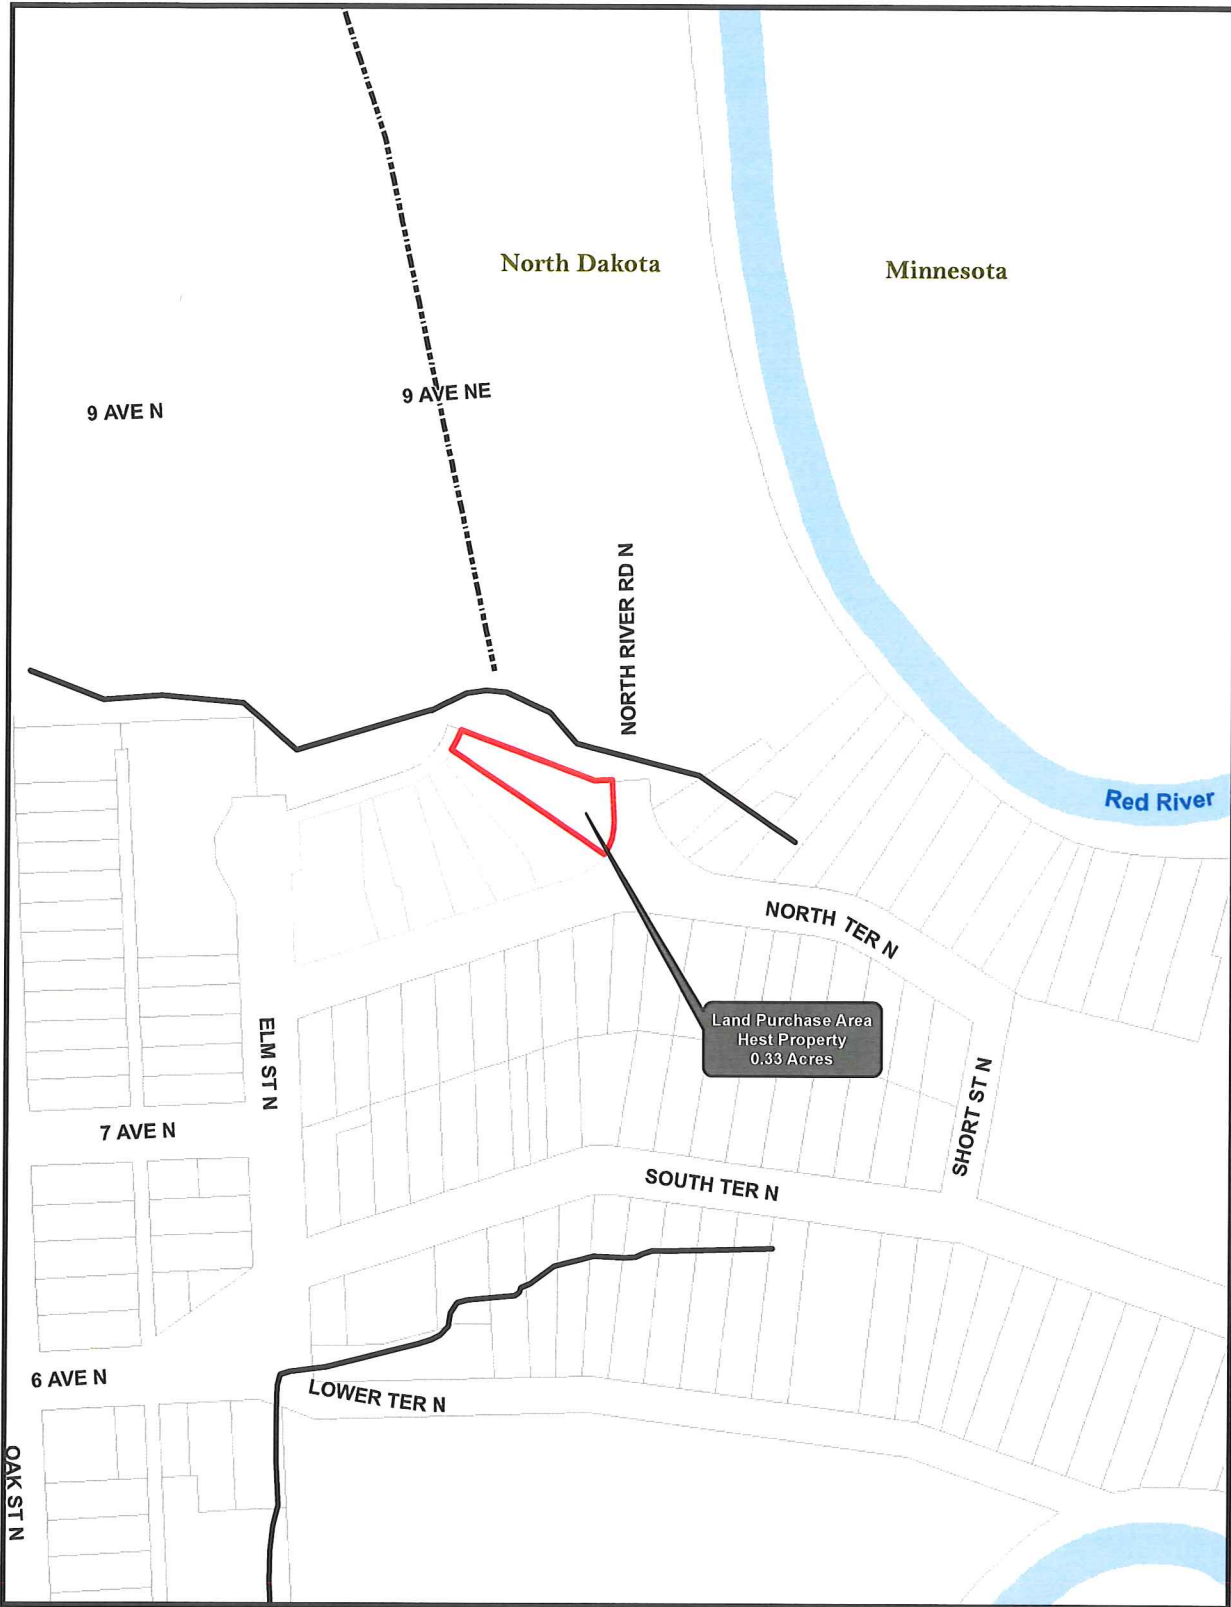 North Dakota
Minnesota
9 AVE N
9 AVE NE
NORTH RIVER RD N
Red River
NORTH TER N
Land Purchase Area
Hest Property
0.33 Acres
ELM ST N
SHORT ST N
7 AVE N
SOUTH TER N
6 AVE N
LOWER TER N
OAK ST N